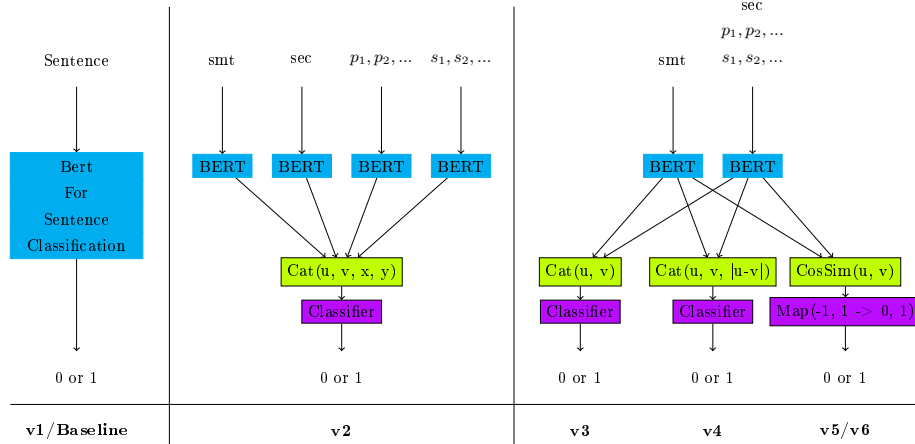 Sentence
Bert
For
Sentence
Classification
0 or 1
v1/Baseline
smt
sec
p₁, p₂, ...
s₁, s₂, ...
BERT
BERT
BERT
BERT
Cat(u, v, x, y)
Classifier
0 or 1
v2
sec
p₁, p₂, ...
smt
s₁, s₂, ...
BERT
BERT
Cat(u, v)
Cat(u, v, |u-v|)
CosSim(u, v)
Classifier
Classifier
Map(-1, 1 -> 0, 1)
0 or 1
0 or 1
0 or 1
v3
v4
v5/v6